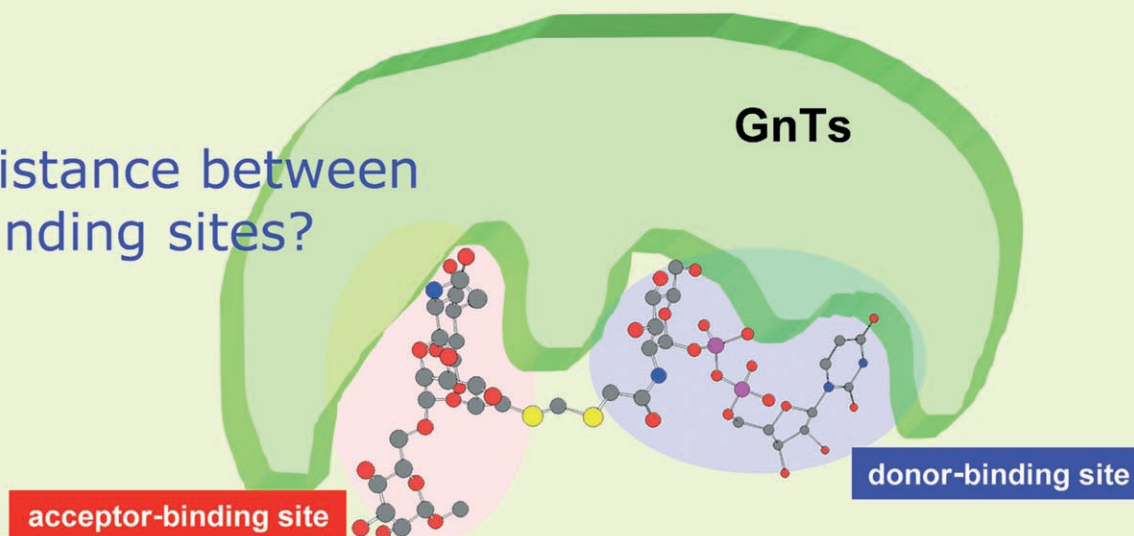 GnTs
istance between
nding sites?
donor-binding site
acceptor-binding site